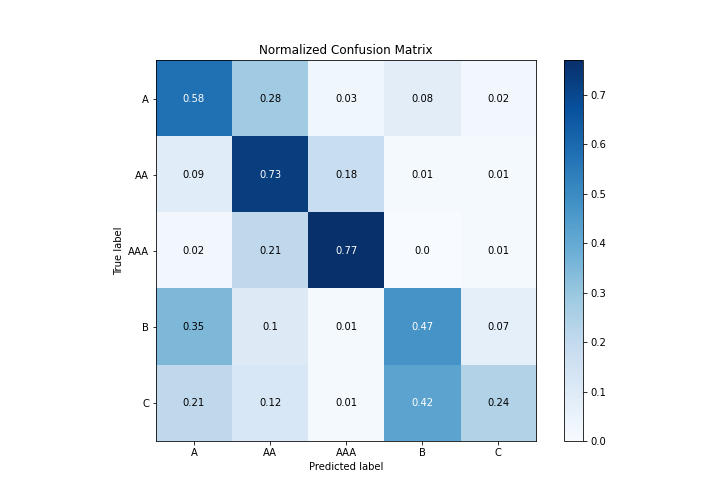 Normalized Confusion Matrix
A 0.58 0.28 0.03 0.08 0.02
AA 0.09 0.73 0.18 0.01 0.01
AAA 0.02 0.21 0.77 0.0 0.01
B 0.35 0.1 0.01 0.47 0.07
C 0.21 0.12 0.01 0.42 0.24
True label
A AA AAA B C
Predicted label
0.7
0.6
0.5
0.4
0.3
0.2
0.1
0.0